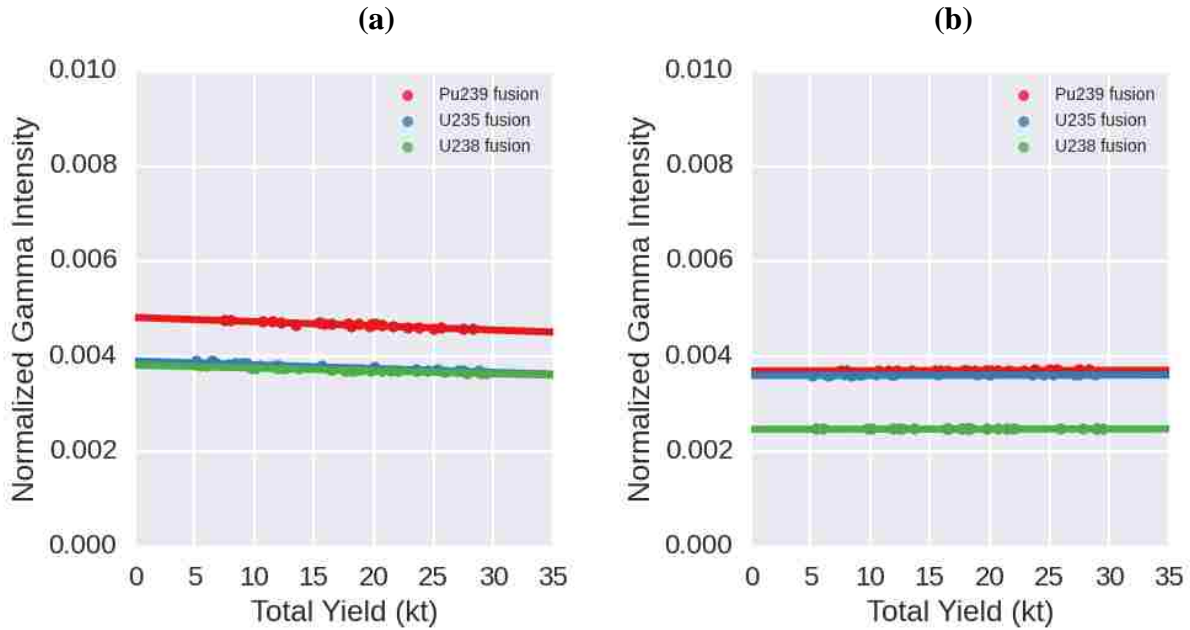 (a)
Normalized Gamma Intensity
0.010
0.008
0.006
0.004
0.002
0.000
Pu239 fusion
U235 fusion
U238 fusion
0 5 10 15 20 25 30 35
Total Yield (kt)
(b)
Normalized Gamma Intensity
0.010
0.008
0.006
0.004
0.002
0.000
Pu239 fusion
U235 fusion
U238 fusion
0 5 10 15 20 25 30 35
Total Yield (kt)